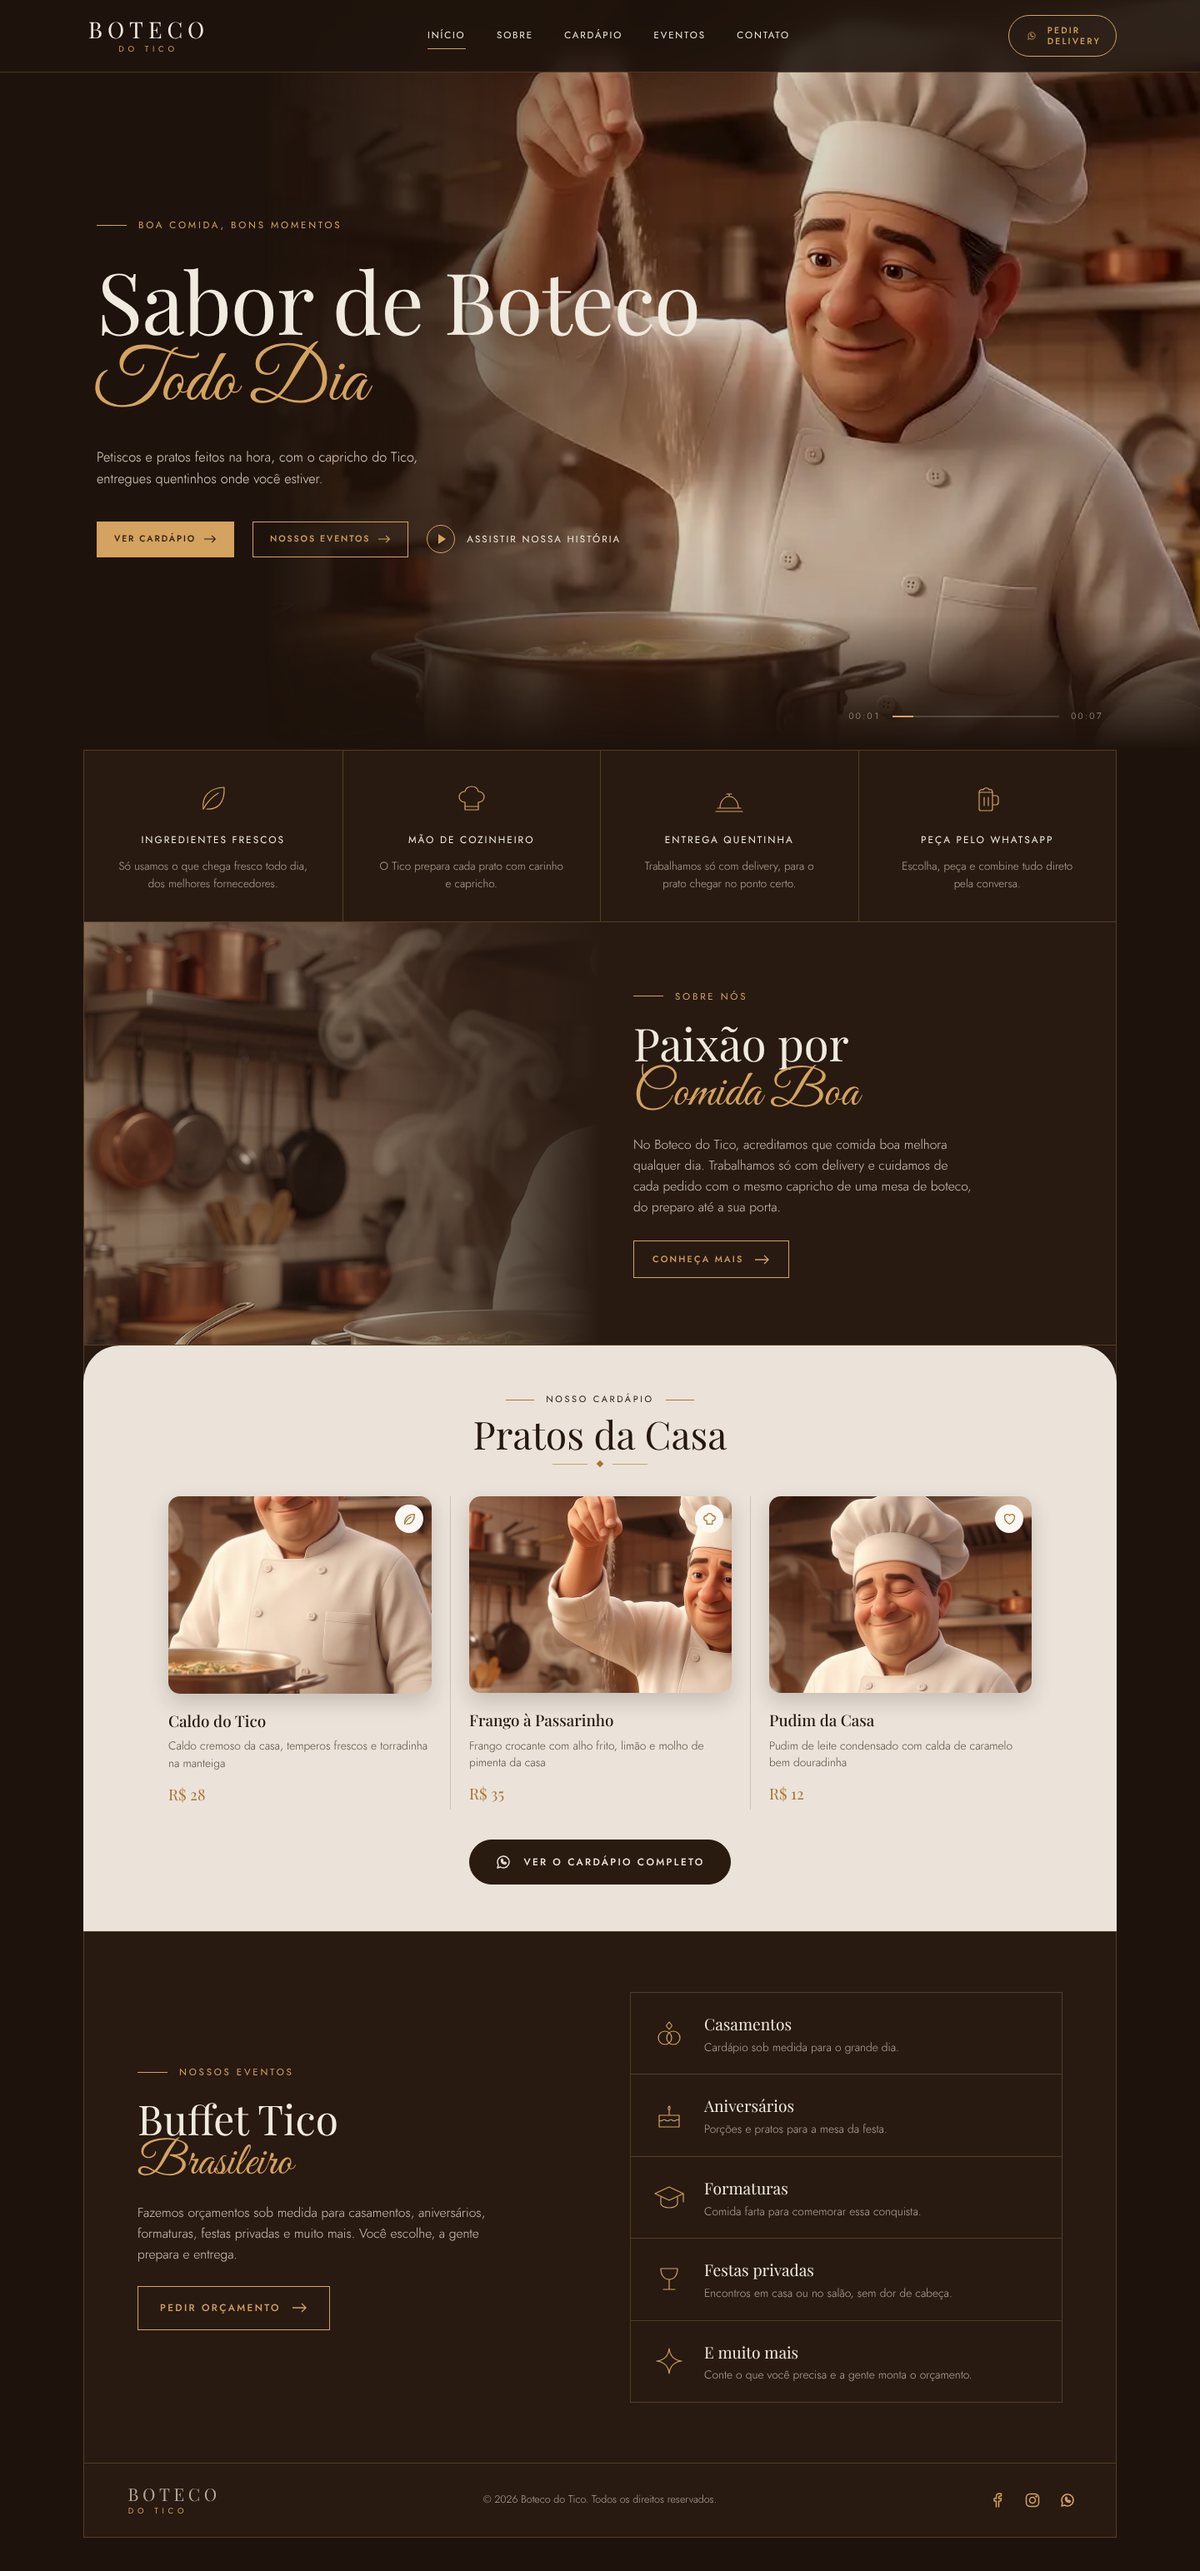 BOTECO
DO TICO
INÍCIO SOBRE CARDÁPIO EVENTOS CONTATO
PEDIR
DELIVERY
BOA COMIDA, BONS MOMENTOS
Sabor de Boteco
Todo Dia
Petiscos e pratos feitos na hora, com o capricho do Tico,
entregues quentinhos onde você estiver.
VER CARDÁPIO
NOSSOS EVENTOS
ASSISTIR NOSSA HISTÓRIA
00:01
00:07
INGREDIENTES FRESCOS
Só usamos o que chega fresco todo dia,
dos melhores fornecedores.
MÃO DE COZINHEIRO
O Tico prepara cada prato com carinho
e capricho.
ENTREGA QUENTINHA
Trabalhamos só com delivery, para o
prato chegar no ponto certo.
PEÇA PELO WHATSAPP
Escolha, peça e combine tudo direto
pela conversa.
SOBRE NÓS
Paixão por
Comida Boa
No Boteco do Tico, acreditamos que comida boa melhora
qualquer dia. Trabalhamos só com delivery e cuidamos de
cada pedido com o mesmo capricho de uma mesa de boteco,
do preparo até a sua porta.
CONHEÇA MAIS
NOSSO CARDÁPIO
Pratos da Casa
Caldo do Tico
Caldo cremoso da casa, temperos frescos e torradinha
na manteiga
R$ 28
Frango à Passarinho
Frango crocante com alho frito, limão e molho de
pimenta da casa
R$ 35
Pudim da Casa
Pudim de leite condensado com calda de caramelo
bem douradinha
R$ 12
VER O CARDÁPIO COMPLETO
NOSSOS EVENTOS
Buffet Tico
Brasileiro
Fazemos orçamentos sob medida para casamentos, aniversários,
formaturas, festas privadas e muito mais. Você escolhe, a gente
prepara e entrega.
PEDIR ORÇAMENTO
Casamentos
Cardápio sob medida para o grande dia.
Aniversários
Porções e pratos para a mesa da festa.
Formaturas
Comida farta para comemorar essa conquista.
Festas privadas
Encontros em casa ou no salão, sem dor de cabeça.
E muito mais
Conte o que você precisa e a gente monta o orçamento.
BOTECO
DO TICO
© 2026 Boteco do Tico. Todos os direitos reservados.